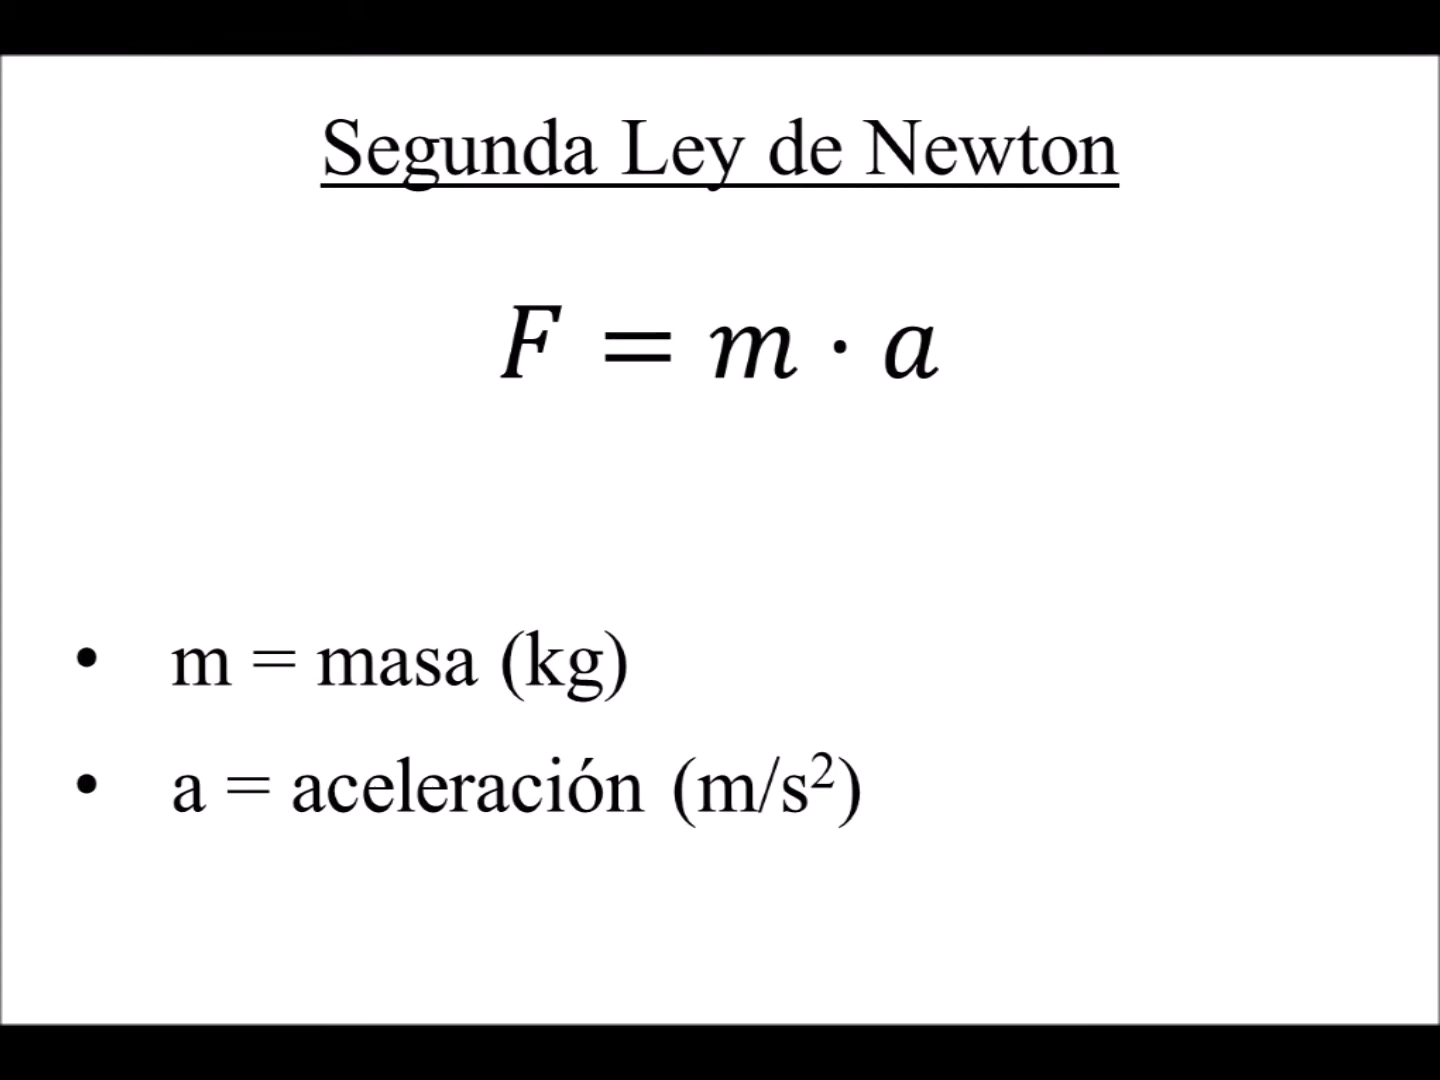 Segunda Ley de Newton
F = m · a
• m = masa (kg)
• a = aceleración (m/s²)